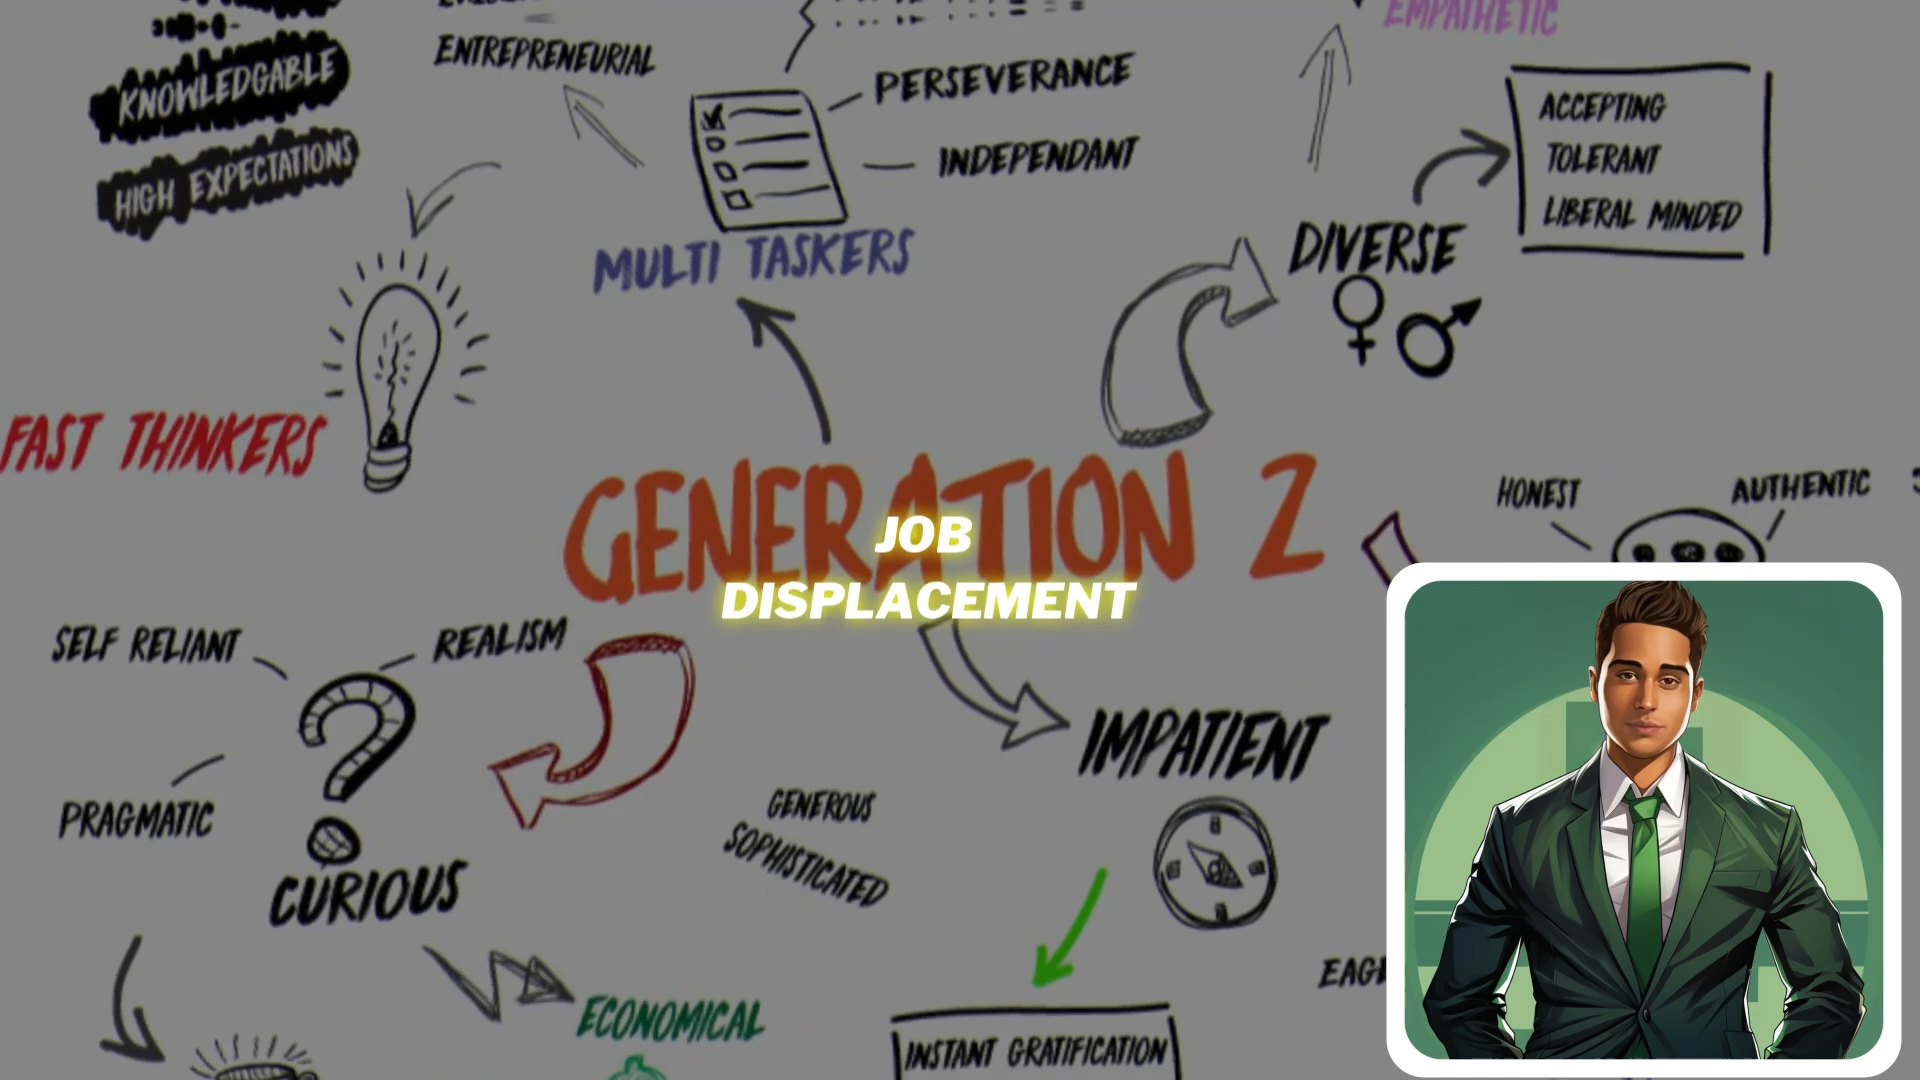 EMPATHETIC
ENTREPRENEURIAL
KNOWLEDGABLE
PERSEVERANCE
HIGH EXPECTATIONS
INDEPENDANT
ACCEPTING
TOLERANT
LIBERAL MINDED
MULTI TASKERS
DIVERSE
FAST THINKERS
GENERATION Z
HONEST
AUTHENTIC
JOB
DISPLACEMENT
SELF RELIANT
REALISM
IMPATIENT
PRAGMATIC
GENEROUS
SOPHISTICATED
CURIOUS
ECONOMICAL
INSTANT GRATIFICATION